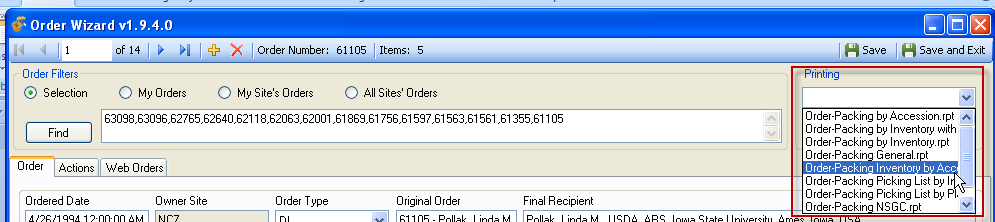 Order Wizard v1.9.4.0
1 of 14 Order Number: 61105 Items: 5 Save Save and Exit
Order Filters
Printing
Selection My Orders My Site's Orders All Sites' Orders
63098,63096,62765,62640,62118,62063,62001,61869,61756,61597,61563,61561,61355,61105
Find
Order-Packing by Accession.rpt
Order-Packing by Inventory with
Order-Packing by Inventory.rpt
Order-Packing General.rpt
Order-Packing Inventory by Acc
Order-Packing Picking List by In
Order-Packing Picking List by Pl
Order-Packing NSGC.rpt
Order Actions Web Orders
Ordered Date Owner Site Order Type Original Order Final Recipient
4/26/1994 12:00:00 AM NC7 DI 61105 - Pollak, Linda M. Pollak, Linda M., USDA, ARS, Iowa State University, Ames, Iowa, USA